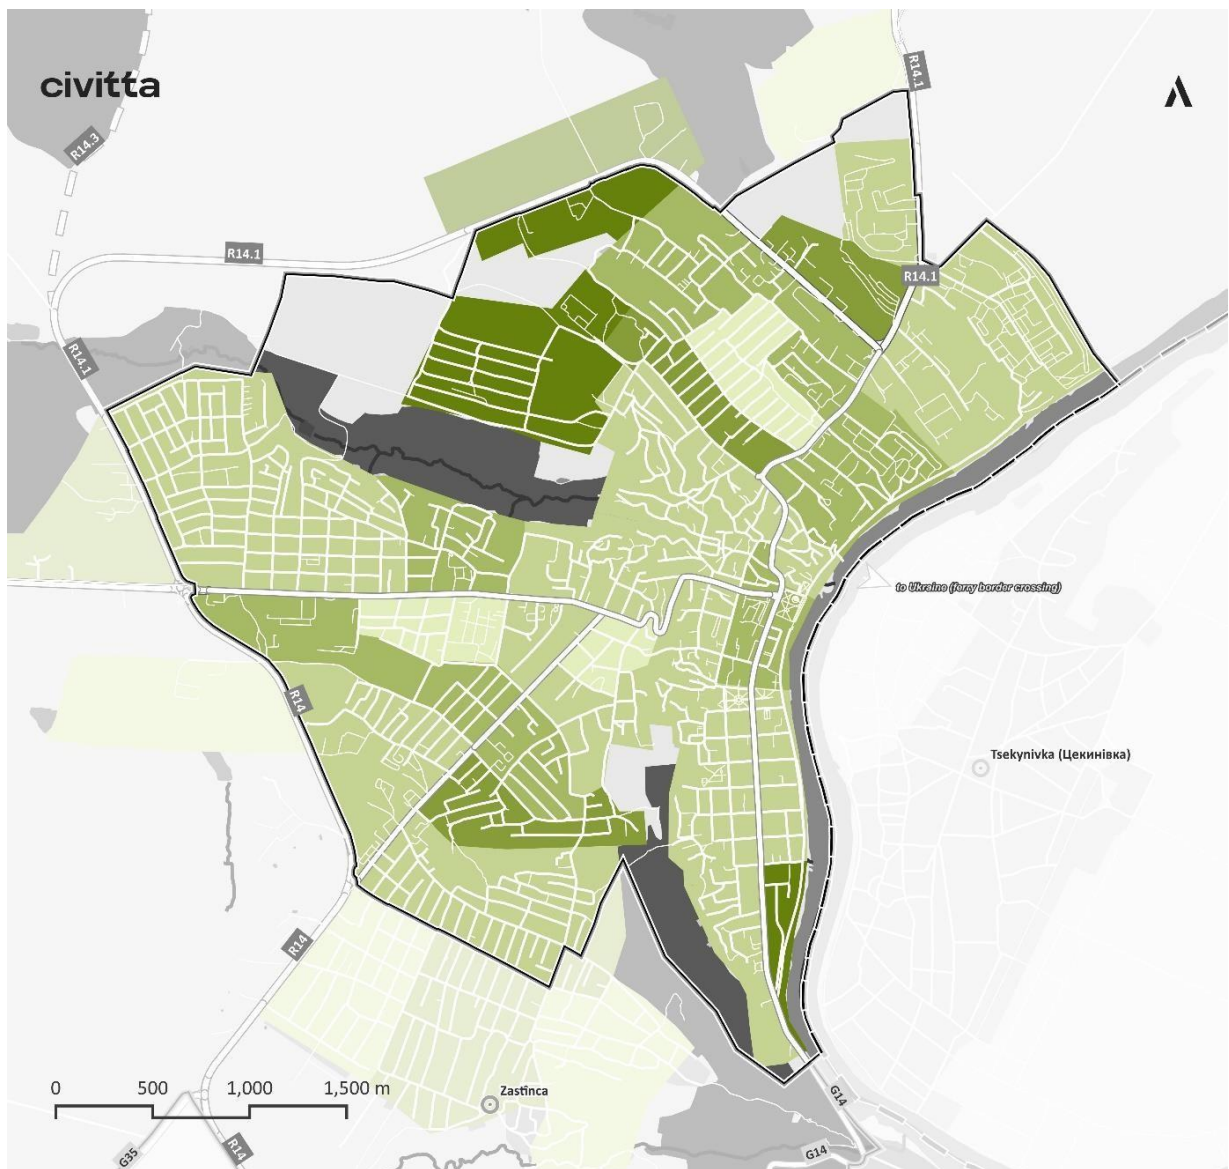 civitta
R14.1
R14.3
R14.1
R14.1
R14.1
to Ukraine (ferry border crossing)
R14
Tsekynivka (Цекинівка)
R14
0 500 1,000 1,500 m
Zastînca
G14
G35
R14
G14